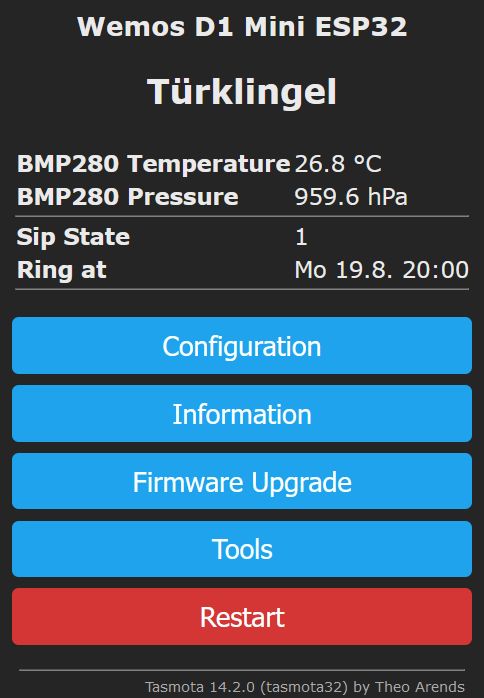 Wemos D1 Mini ESP32
Türklingel
BMP280 Temperature 26.8 °C
BMP280 Pressure 959.6 hPa
Sip State 1
Ring at Mo 19.8. 20:00
Configuration
Information
Firmware Upgrade
Tools
Restart
Tasmota 14.2.0 (tasmota32) by Theo Arends